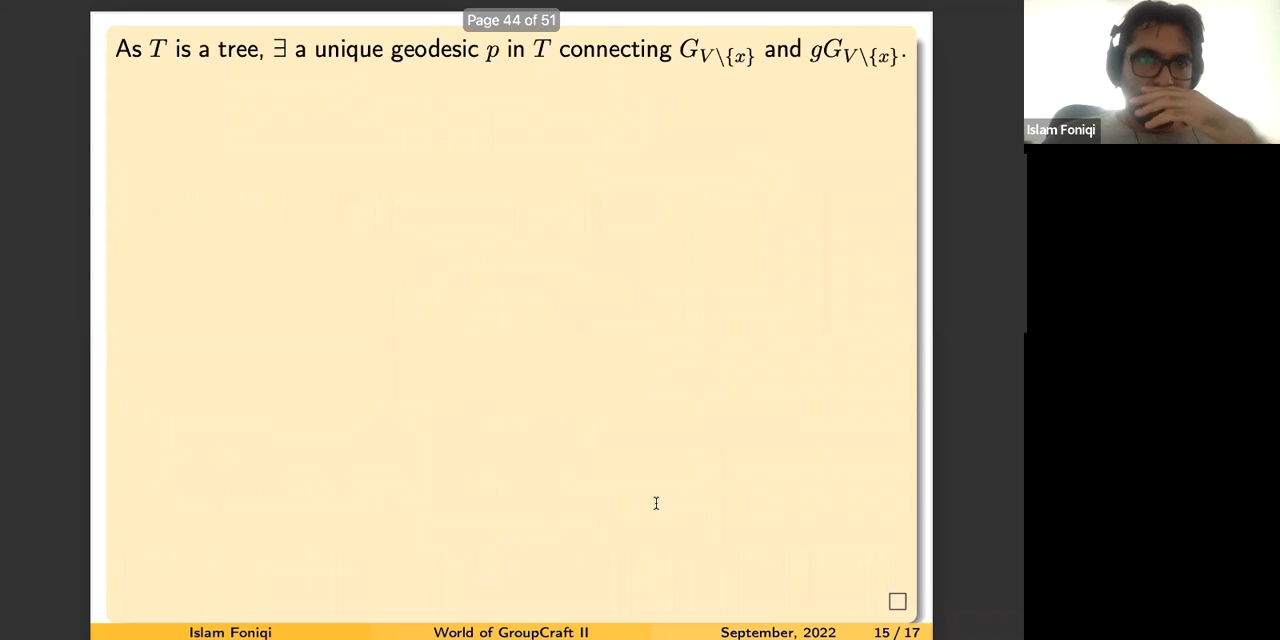 Page 44 of 51
As T is a tree, ∃ a unique geodesic p in T connecting G_{V\{x}} and gG_{V\{x}}.
Islam Foniqi
□
Islam Foniqi World of GroupCraft II September, 2022 15 / 17